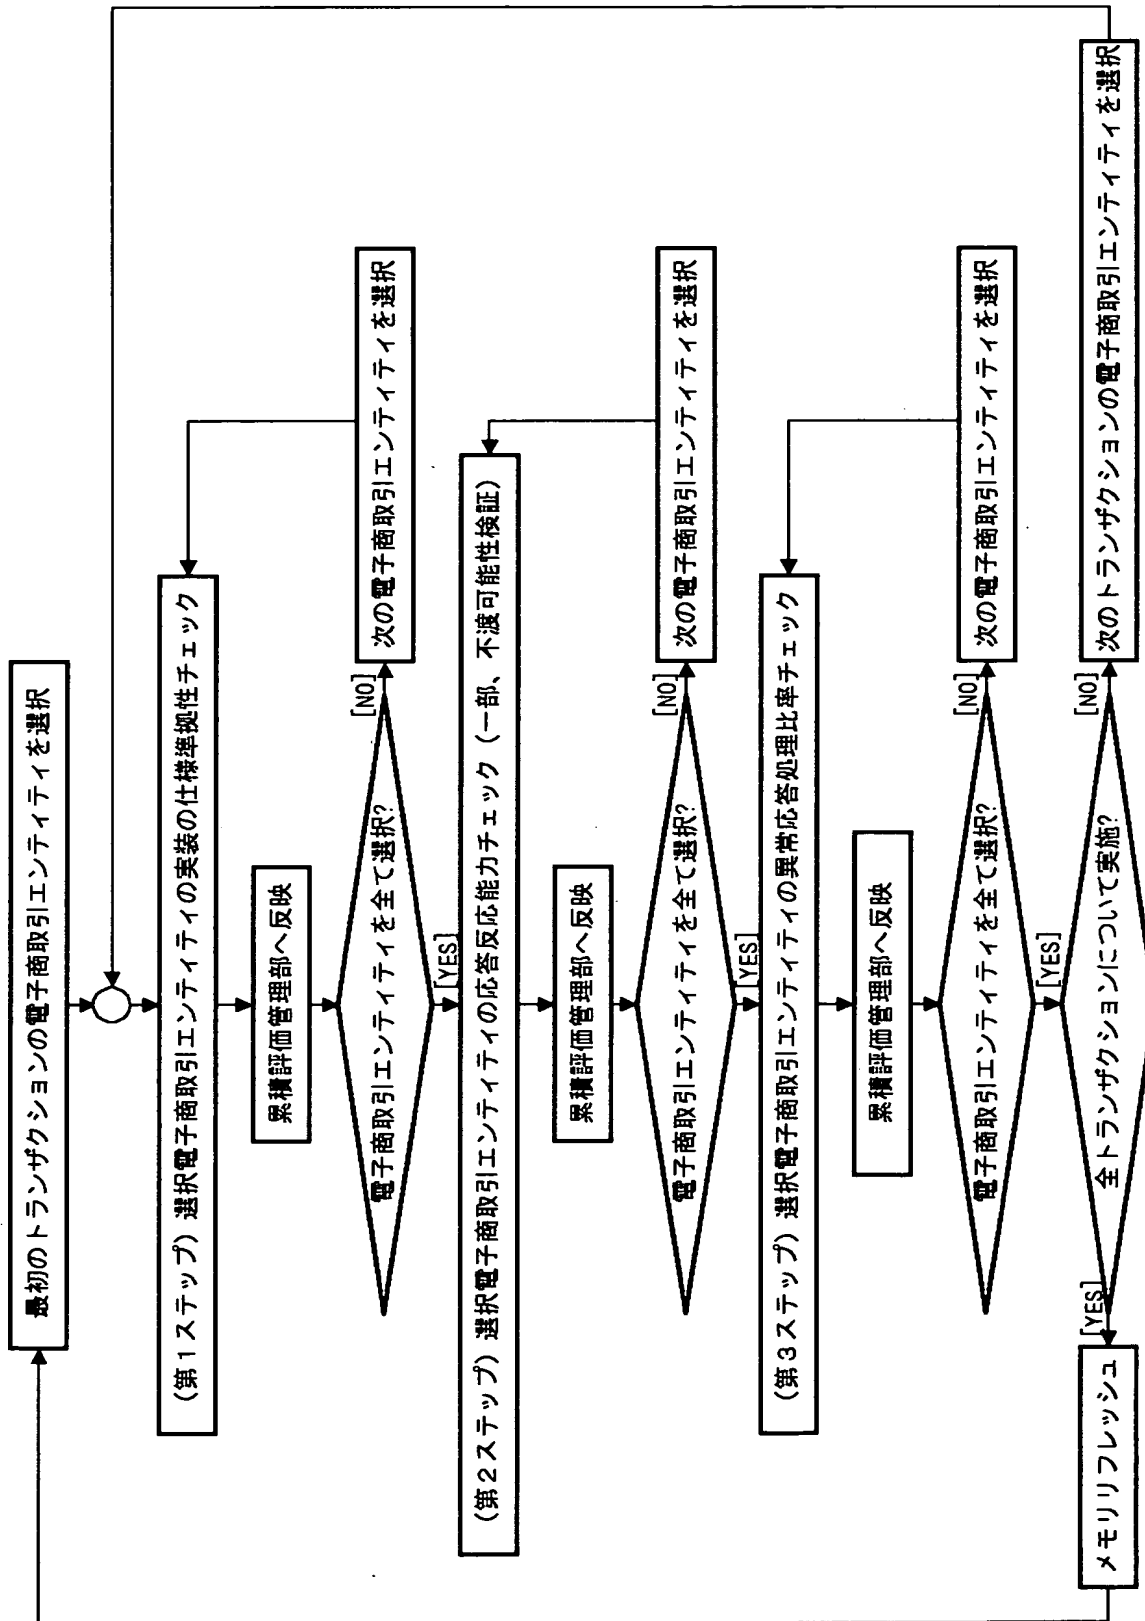 最初のトランザクションの電子商取引エンティティを選択
(第1ステップ) 選択電子商取引エンティティの実装の仕様準拠性チェック
累積評価管理部へ反映
電子商取引エンティティを全て選択?
[NO]
次の電子商取引エンティティを選択
[YES]
(第2ステップ) 選択電子商取引エンティティの応答反応能力チェック (一部、不渡可能性検証)
累積評価管理部へ反映
電子商取引エンティティを全て選択?
[NO]
次の電子商取引エンティティを選択
[YES]
(第3ステップ) 選択電子商取引エンティティの異常応答処理比率チェック
累積評価管理部へ反映
電子商取引エンティティを全て選択?
[NO]
次の電子商取引エンティティを選択
[YES]
全トランザクションについて実施?
[NO]
次のトランザクションの電子商取引エンティティを選択
[YES]
メモリリフレッシュ